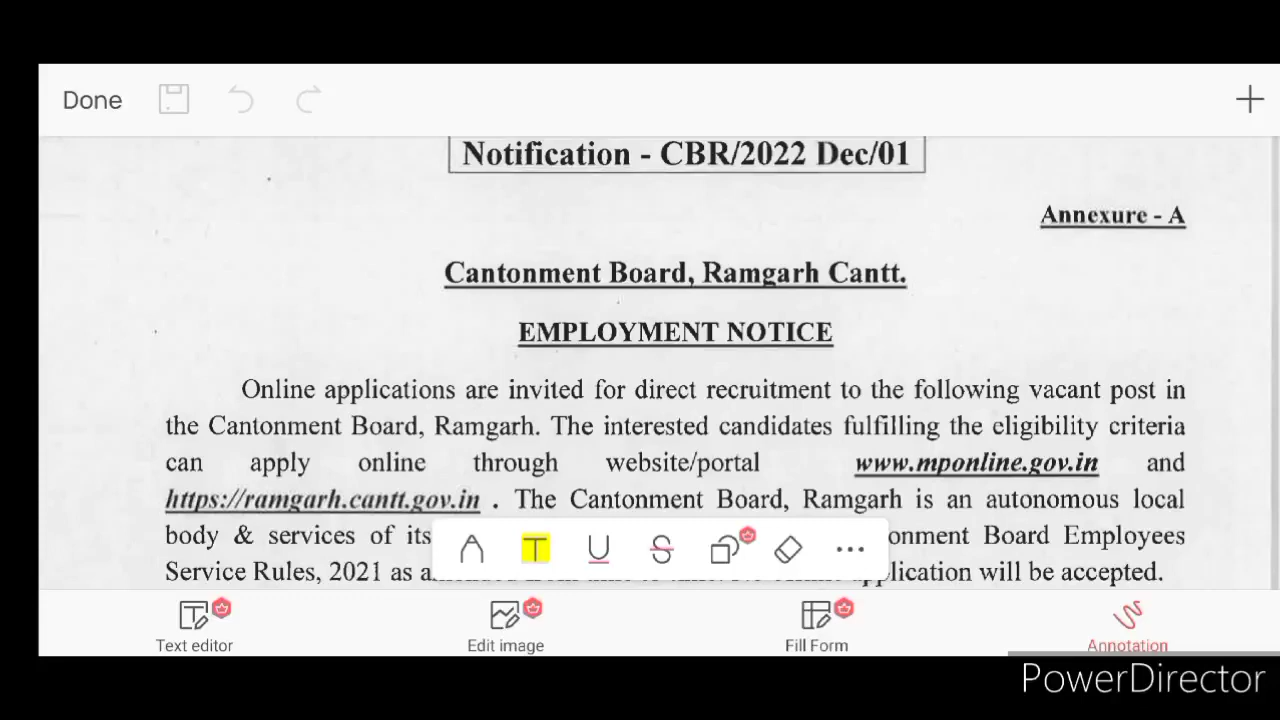 Done
Notification - CBR/2022 Dec/01
Annexure - A
Cantonment Board, Ramgarh Cantt.
EMPLOYMENT NOTICE
Online applications are invited for direct recruitment to the following vacant post in
the Cantonment Board, Ramgarh. The interested candidates fulfilling the eligibility criteria
can apply online through website/portal www.mponline.gov.in and
https://ramgarh.cantt.gov.in . The Cantonment Board, Ramgarh is an autonomous local
body & services of its onment Board Employees
Service Rules, 2021 as application will be accepted.
Text editor
Edit image
Fill Form
Annotation
PowerDirector